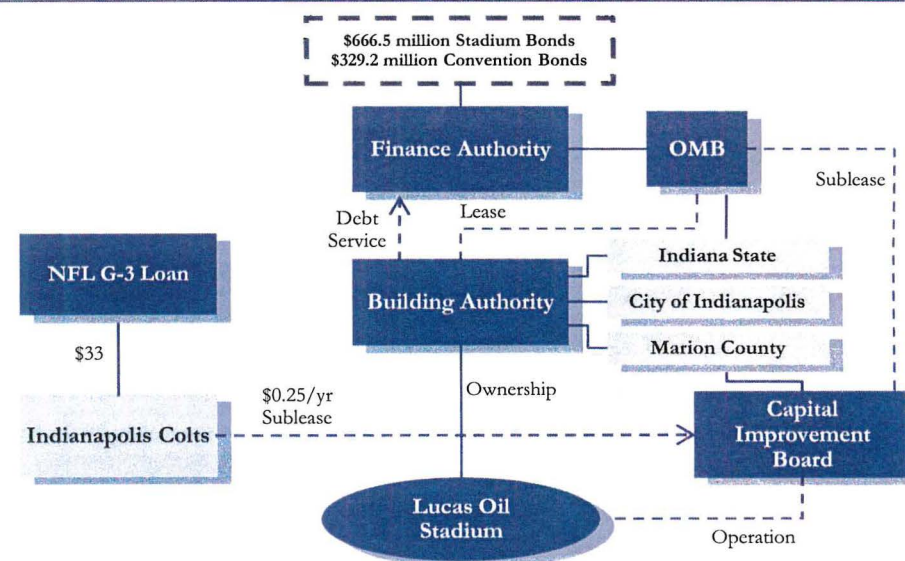 $666.5 million Stadium Bonds
$329.2 million Convention Bonds
Finance Authority
OMB
Sublease
Debt
Service
Lease
NFL G-3 Loan
Indiana State
Building Authority
City of Indianapolis
Marion County
$33
Ownership
$0.25/yr
Sublease
Indianapolis Colts
Capital
Improvement
Board
Lucas Oil
Stadium
Operation